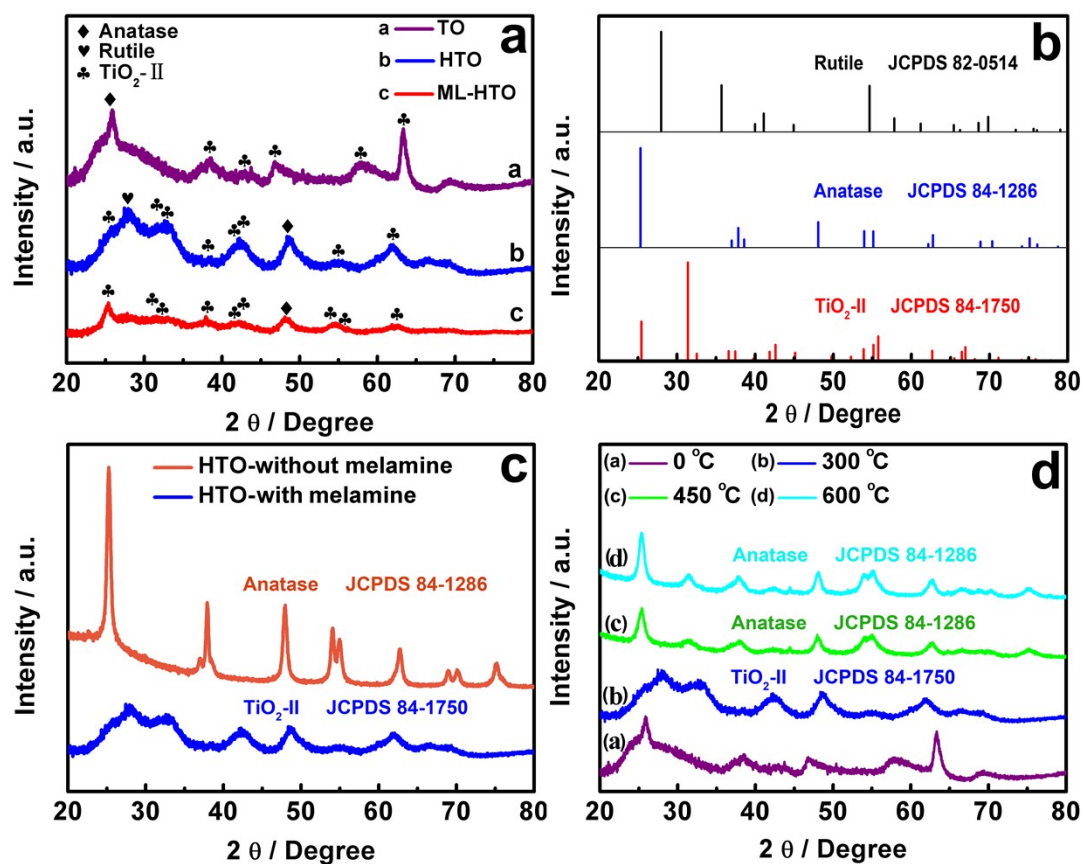 a
♦ Anatase
♥ Rutile
♣ TiO2-Ⅱ
a TO
b HTO
c ML-HTO
a
b
c
Intensity / a.u.
20 30 40 50 60 70 80
2 θ / Degree
b
Rutile JCPDS 82-0514
Anatase JCPDS 84-1286
TiO2-II JCPDS 84-1750
Intensity / a.u.
20 30 40 50 60 70 80
2 θ / Degree
c
HTO-without melamine
HTO-with melamine
Anatase JCPDS 84-1286
TiO2-II JCPDS 84-1750
Intensity / a.u.
20 30 40 50 60 70 80
2 θ / Degree
d
(a) 0 °C (b) 300 °C
(c) 450 °C (d) 600 °C
(d) Anatase JCPDS 84-1286
(c) Anatase JCPDS 84-1286
(b) TiO2-II JCPDS 84-1750
(a)
Intensity / a.u.
20 30 40 50 60 70 80
2 θ / Degree